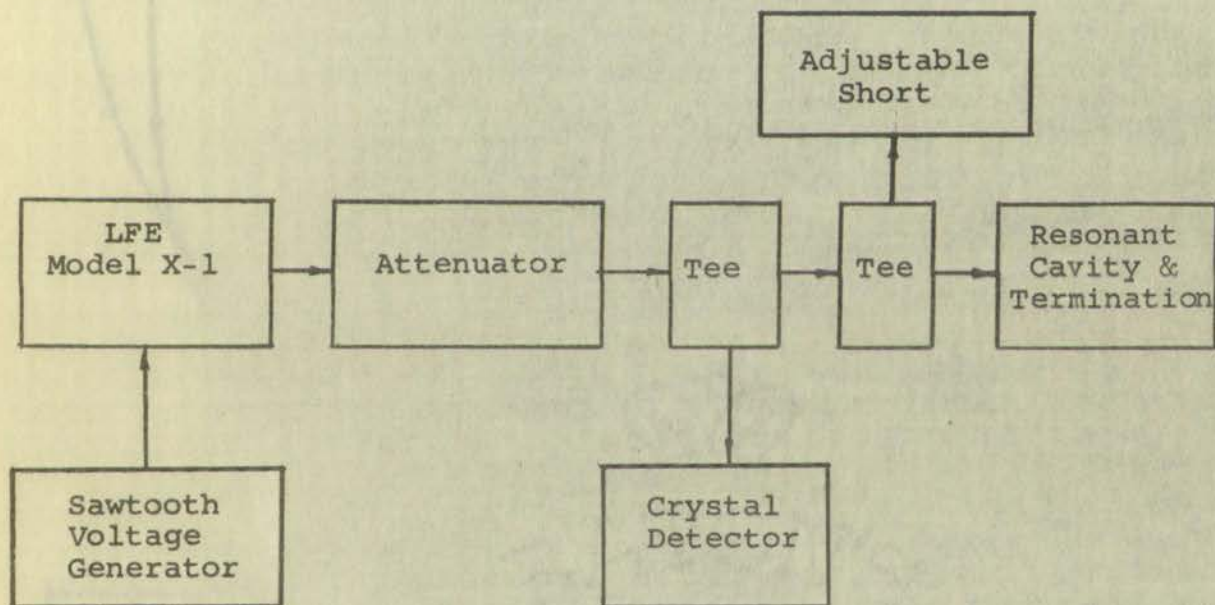 Adjustable
Short
LFE
Model X-1
Attenuator
Tee
Tee
Resonant
Cavity &
Termination
Sawtooth
Voltage
Generator
Crystal
Detector